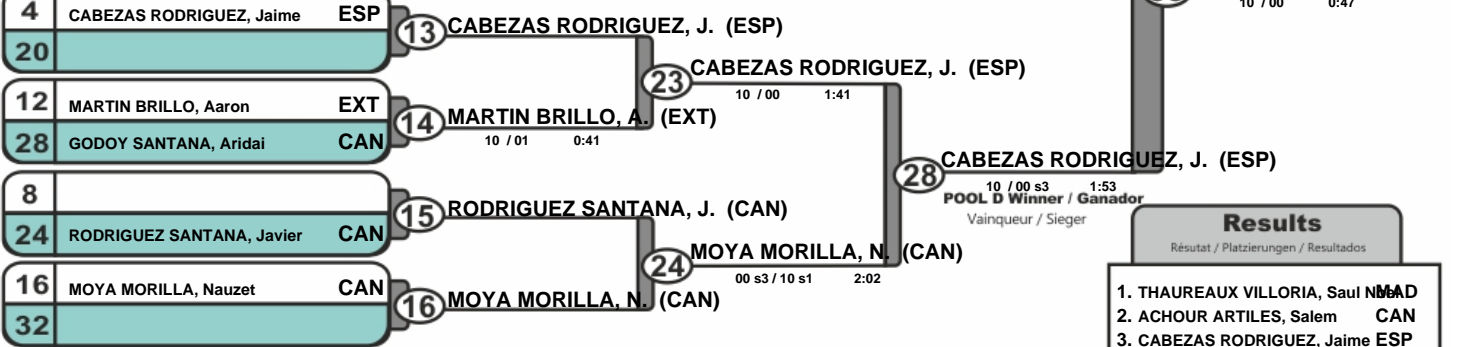 10 / 00 0:47
4 CABEZAS RODRIGUEZ, Jaime ESP
20
13 CABEZAS RODRIGUEZ, J. (ESP)
23 CABEZAS RODRIGUEZ, J. (ESP)
10 / 00 1:41
12 MARTIN BRILLO, Aaron EXT
28 GODOY SANTANA, Aridai CAN
14 MARTIN BRILLO, A. (EXT)
10 / 01 0:41
28 CABEZAS RODRIGUEZ, J. (ESP)
10 / 00 s3 1:53
POOL D Winner / Ganador
Vainqueur / Sieger
8
24 RODRIGUEZ SANTANA, Javier CAN
15 RODRIGUEZ SANTANA, J. (CAN)
24 MOYA MORILLA, N. (CAN)
00 s3 / 10 s1 2:02
16 MOYA MORILLA, Nauzet CAN
32
16 MOYA MORILLA, N. (CAN)
Results
Résutat / Platzierungen / Resultados
1. THAUREAUX VILLORIA, Saul MAD
2. ACHOUR ARTILES, Salem CAN
3. CABEZAS RODRIGUEZ, Jaime ESP